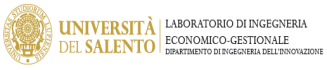 UNIVERSITÀ
DEL SALENTO
LABORATORIO DI INGEGNERIA
ECONOMICO-GESTIONALE
DIPARTIMENTO DI INGEGNERIA DELL'INNOVAZIONE